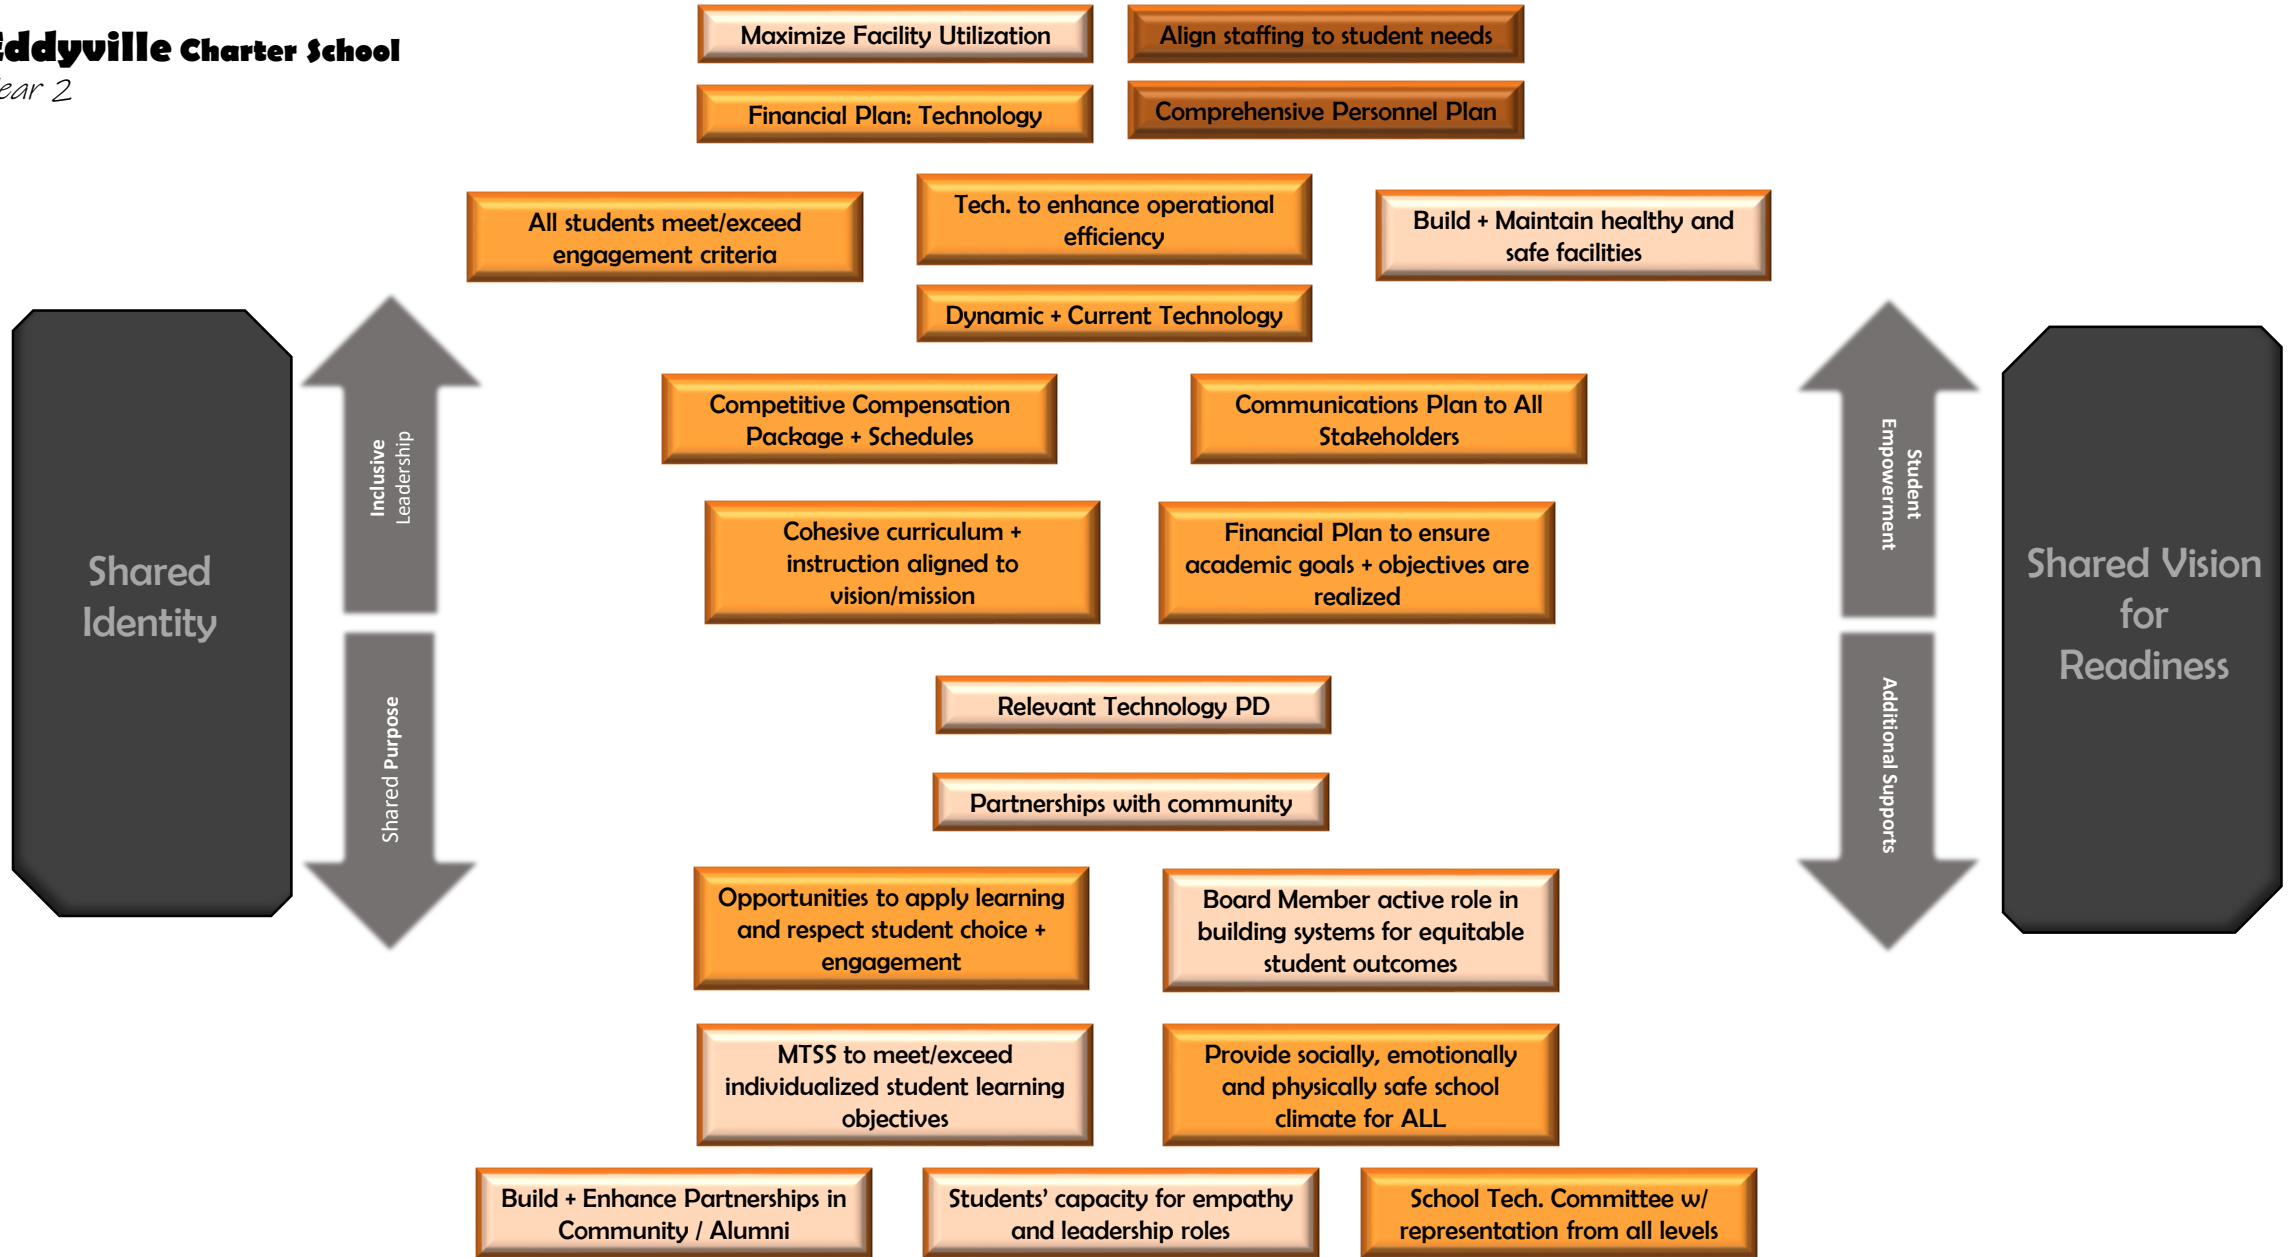 Eddyville Charter School
Year 2
Maximize Facility Utilization
Align staffing to student needs
Financial Plan: Technology
Comprehensive Personnel Plan
All students meet/exceed
engagement criteria
Tech. to enhance operational
efficiency
Build + Maintain healthy and
safe facilities
Dynamic + Current Technology
Competitive Compensation
Package + Schedules
Communications Plan to All
Stakeholders
Inclusive
Leadership
Student
Empowerment
Cohesive curriculum +
instruction aligned to
vision/mission
Financial Plan to ensure
academic goals + objectives are
realized
Shared
Identity
Shared Vision
for
Readiness
Relevant Technology PD
Shared Purpose
Additional Supports
Partnerships with community
Opportunities to apply learning
and respect student choice +
engagement
Board Member active role in
building systems for equitable
student outcomes
MTSS to meet/exceed
individualized student learning
objectives
Provide socially, emotionally
and physically safe school
climate for ALL
Build + Enhance Partnerships in
Community / Alumni
Students' capacity for empathy
and leadership roles
School Tech. Committee w/
representation from all levels